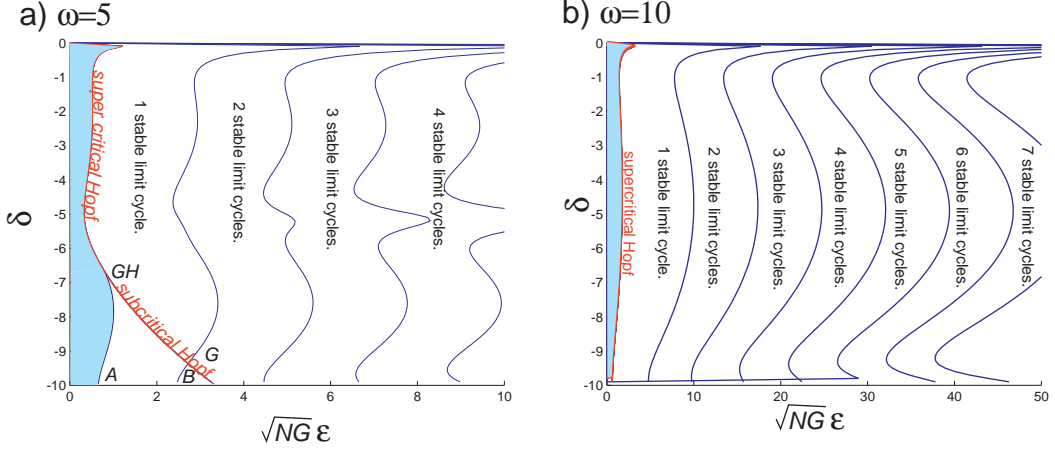 a) ω=5
0
-1
-2
-3
-4
-5
-6
-7
-8
-9
-10
δ
super critical Hopf
1 stable limit cycle.
2 stable limit cycles.
3 stable limit cycles.
4 stable limit cycles.
GH
subcritical Hopf
G
A
B
0
2
4
6
8
10
√NG ε
b) ω=10
0
-1
-2
-3
-4
-5
-6
-7
-8
-9
-10
δ
supercritical Hopf
1 stable limit cycle.
2 stable limit cycles.
3 stable limit cycles.
4 stable limit cycles.
5 stable limit cycles.
6 stable limit cycles.
7 stable limit cycles.
0
10
20
30
40
50
√NG ε